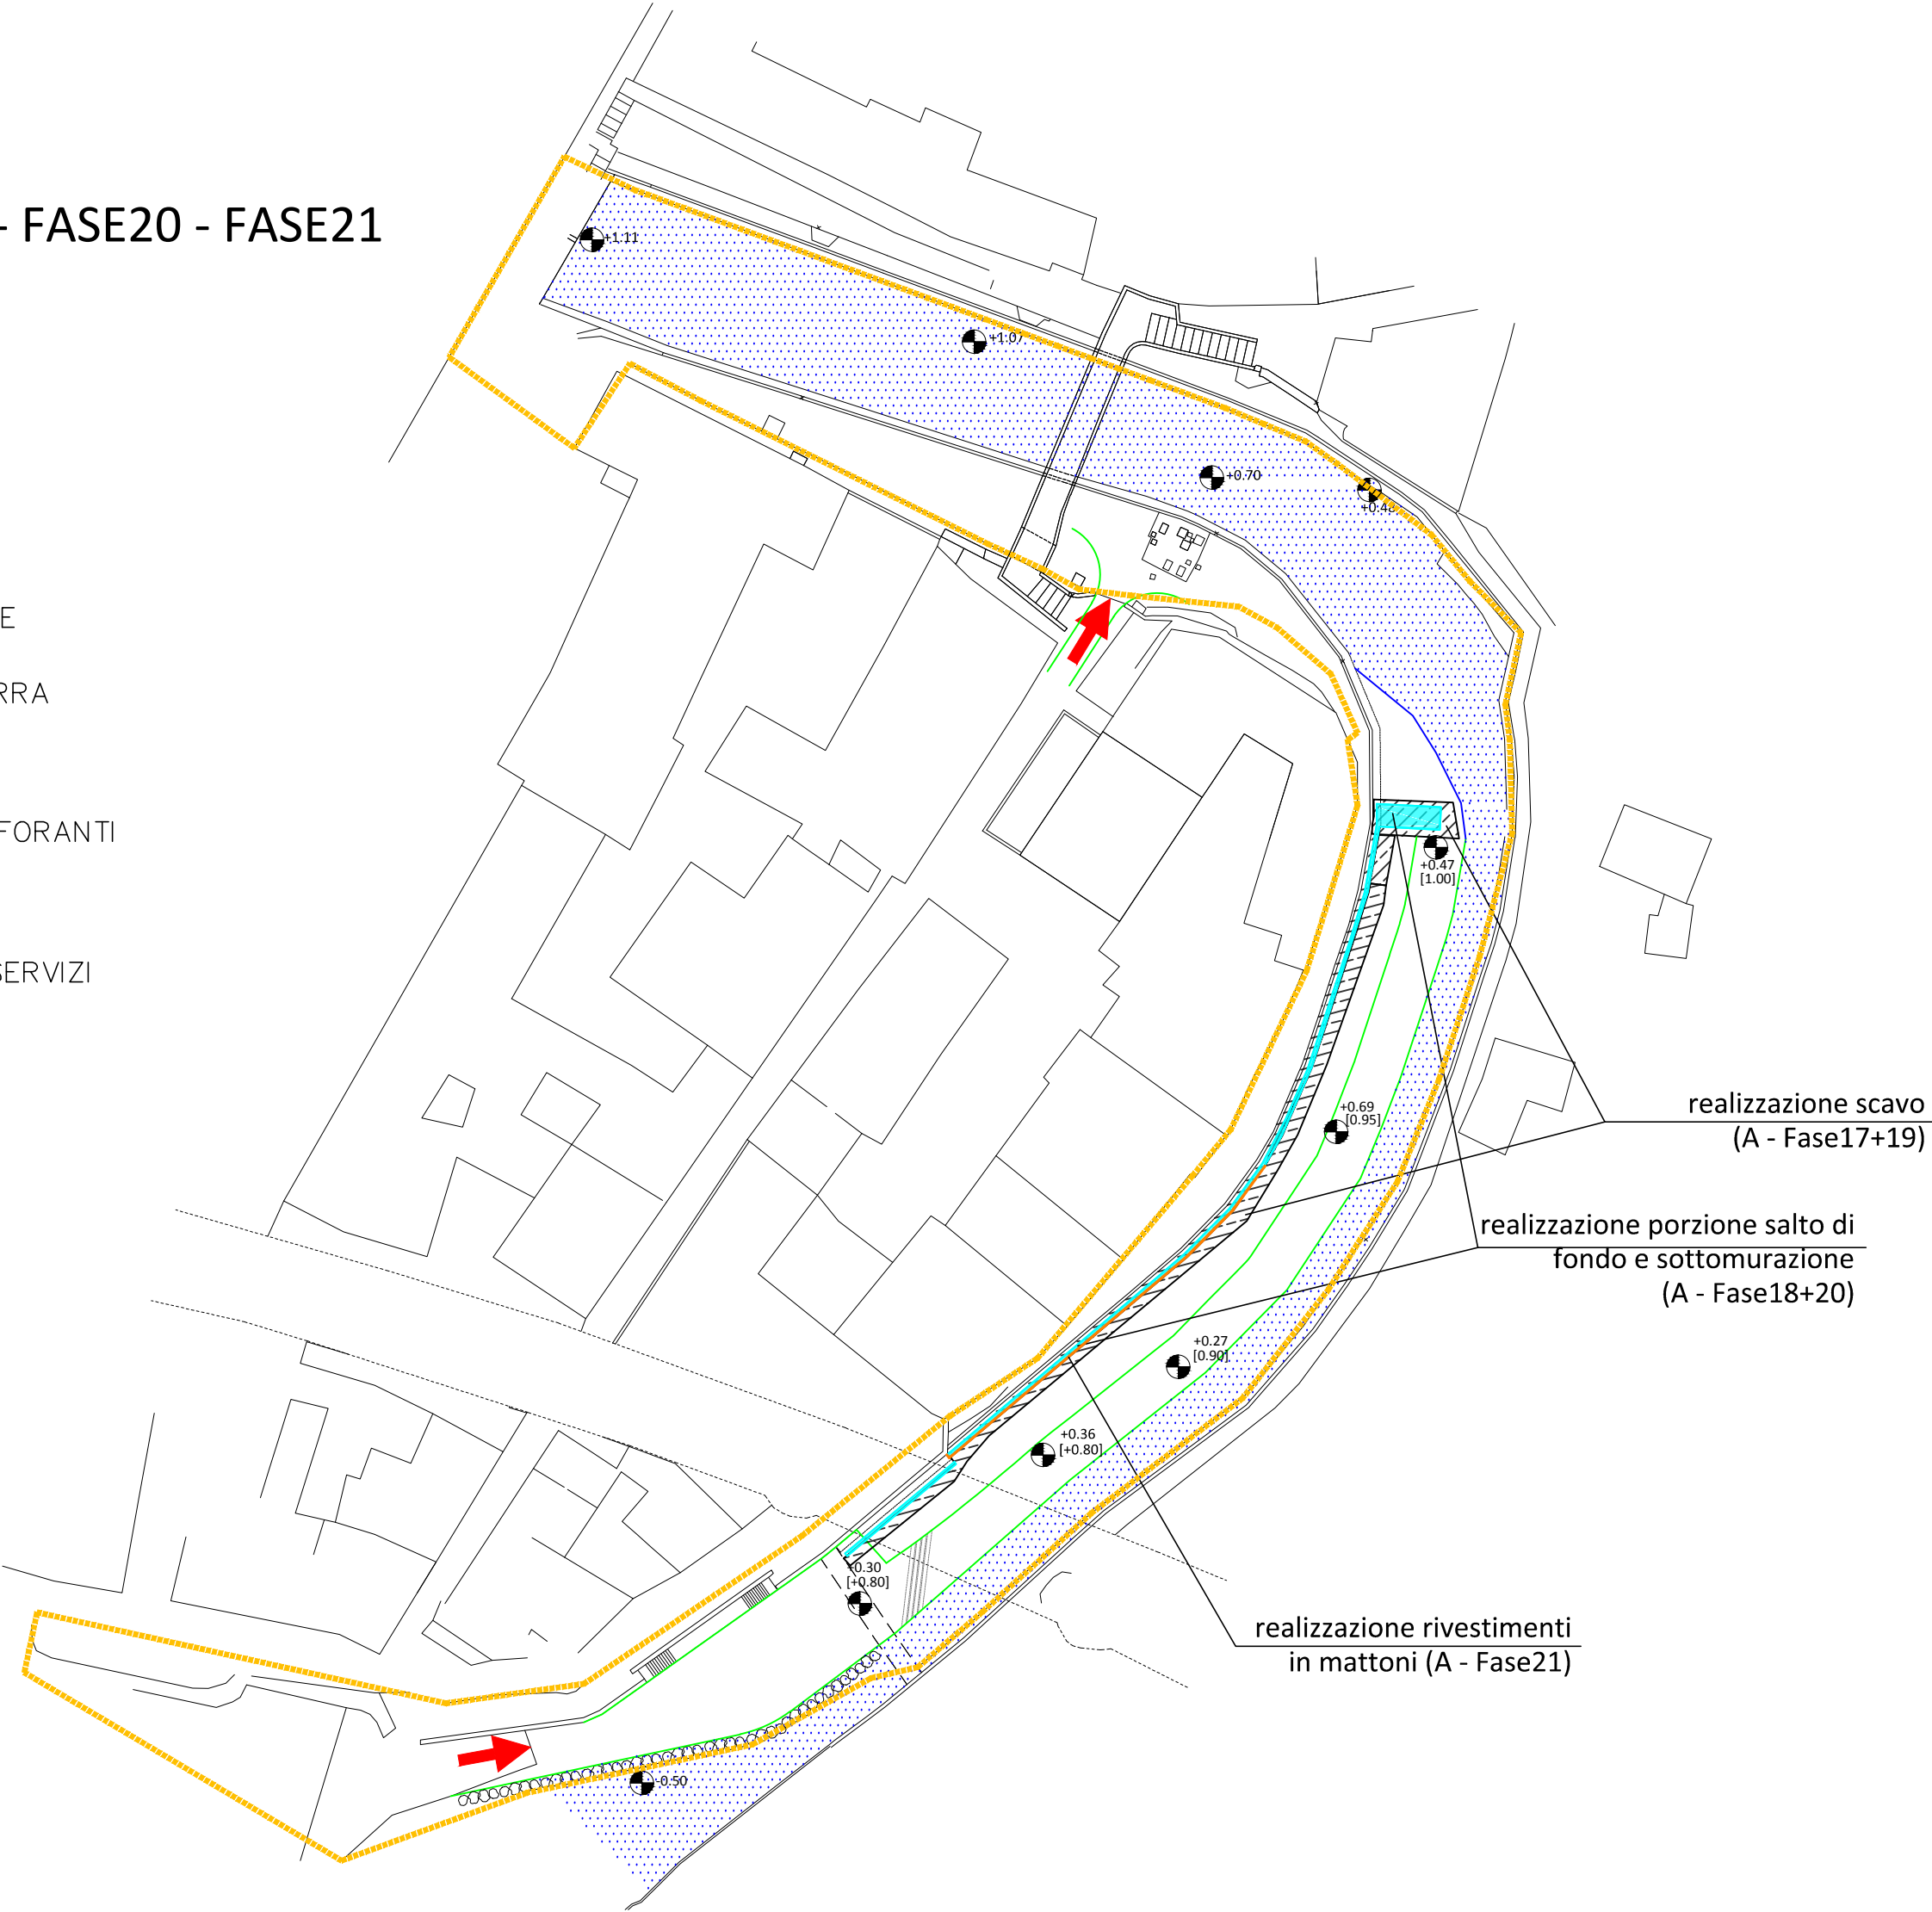 - FASE20 - FASE21
+1.11
+1.07
+0.70
+0.48
E
RRA
FORANTI
SERVIZI
+0.47
[1.00]
+0.69
[0.95]
realizzazione scavo
(A - Fase17+19)
realizzazione porzione salto di
fondo e sottomurazione
(A - Fase18+20)
+0.27
[0.90]
+0.36
[+0.80]
+0.30
[+0.80]
realizzazione rivestimenti
in mattoni (A - Fase21)
-0.50